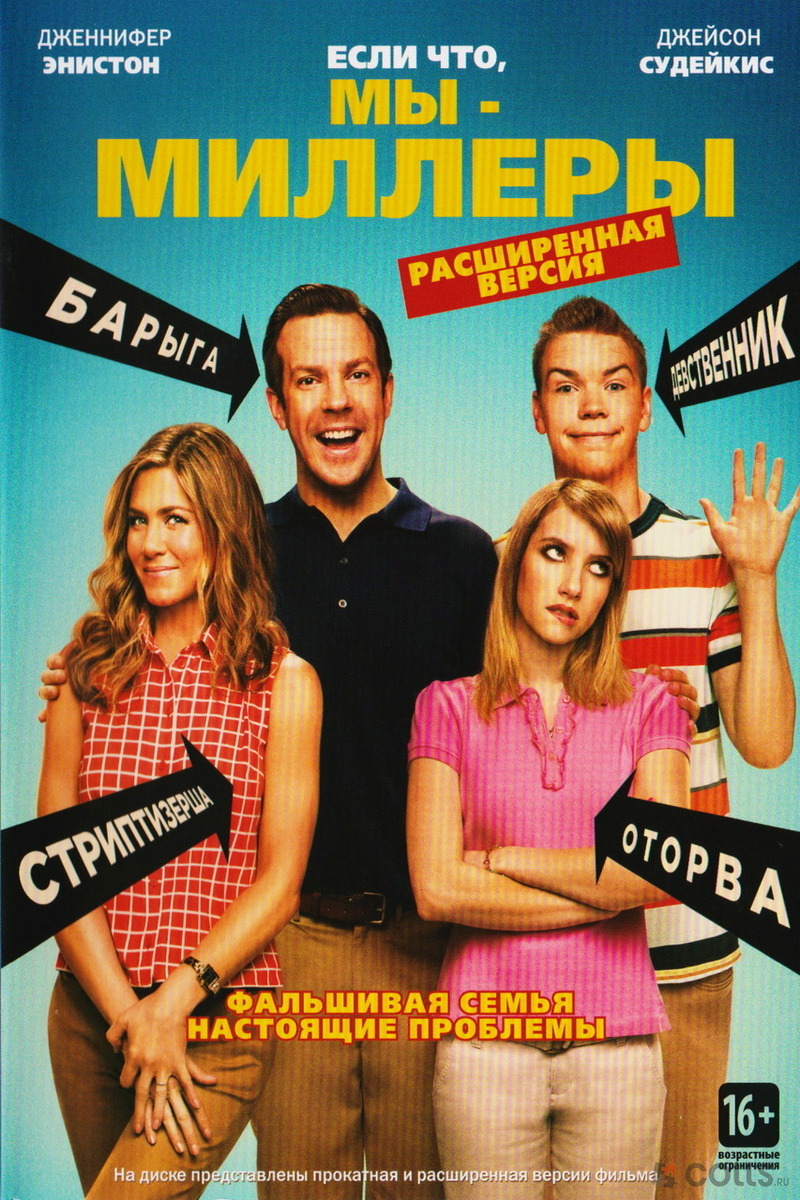 ДЖЕННИФЕР
ЭНИСТОН
ДЖЕЙСОН
СУДЕЙКИС
ЕСЛИ ЧТО,
МЫ -
МИЛЛЕРЫ
РАСШИРЕННАЯ
ВЕРСИЯ
БАРЫГА
ДЕВСТВЕННИК
СТРИПТИЗЕРША
ОТОРВА
ФАЛЬШИВАЯ СЕМЬЯ
НАСТОЯЩИЕ ПРОБЛЕМЫ
16+
возрастные
ограничения
На диске представлены прокатная и расширенная версии фильма
colts.RU